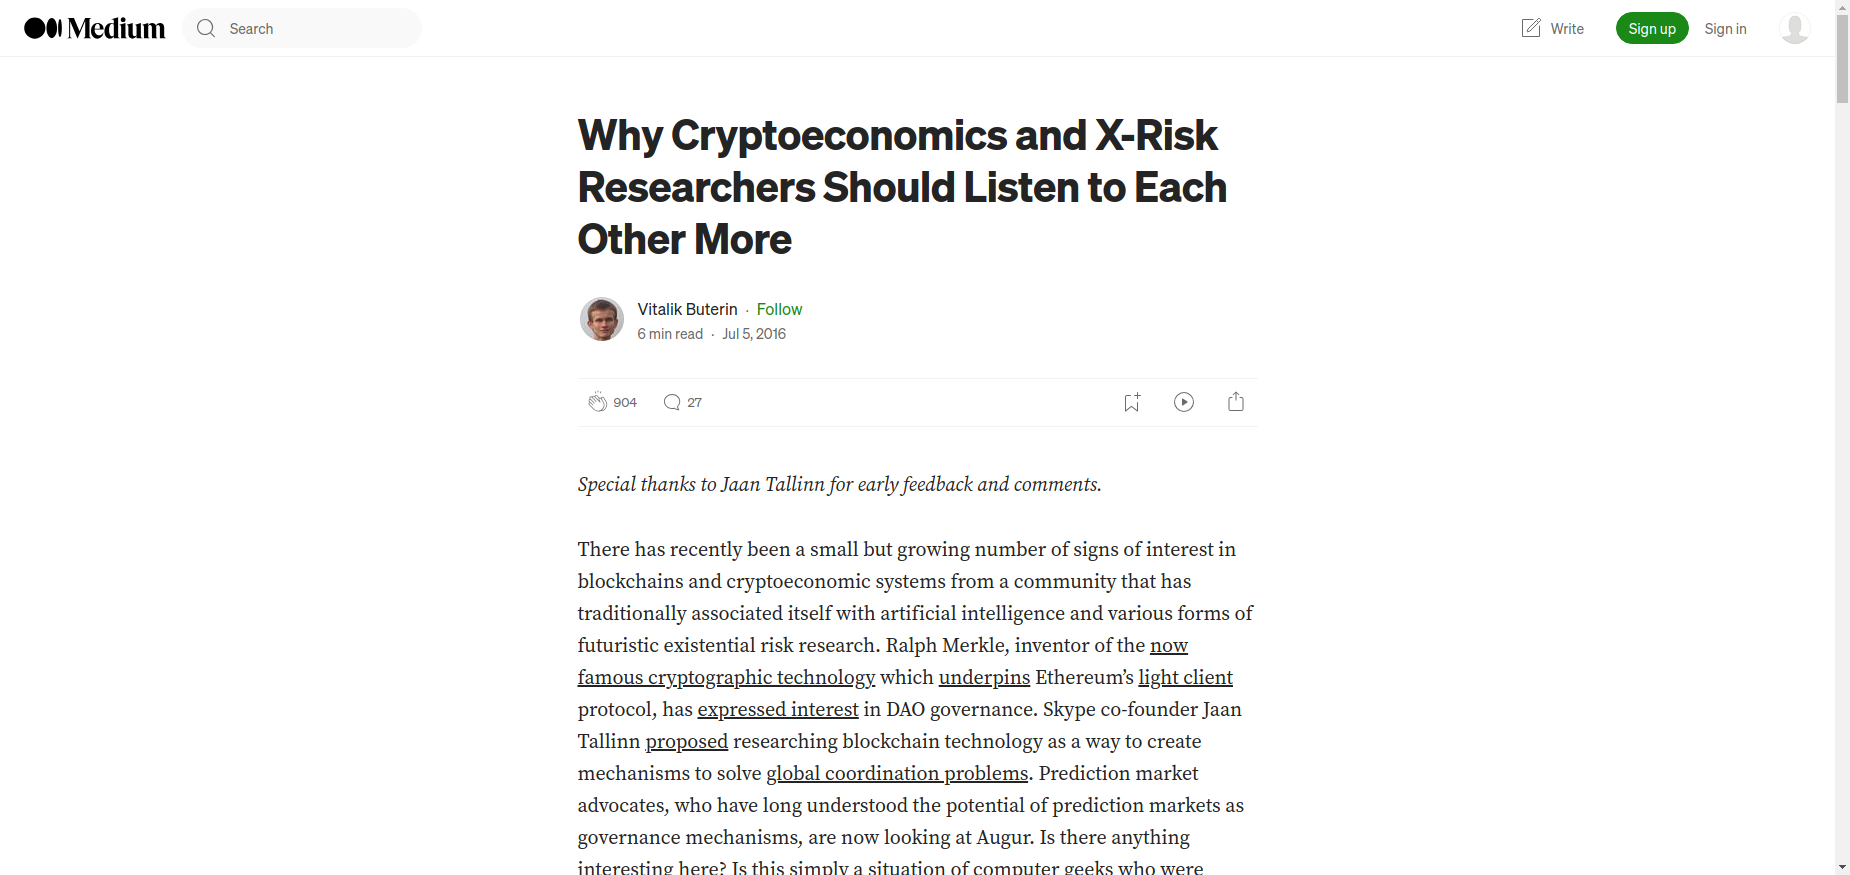 Medium
Search
Write
Sign up
Sign in
Why Cryptoeconomics and X-Risk
Researchers Should Listen to Each
Other More
Vitalik Buterin · Follow
6 min read · Jul 5, 2016
904
27
Special thanks to Jaan Tallinn for early feedback and comments.
There has recently been a small but growing number of signs of interest in
blockchains and cryptoeconomic systems from a community that has
traditionally associated itself with artificial intelligence and various forms of
futuristic existential risk research. Ralph Merkle, inventor of the now
famous cryptographic technology which underpins Ethereum’s light client
protocol, has expressed interest in DAO governance. Skype co-founder Jaan
Tallinn proposed researching blockchain technology as a way to create
mechanisms to solve global coordination problems. Prediction market
advocates, who have long understood the potential of prediction markets as
governance mechanisms, are now looking at Augur. Is there anything
interesting here? Is this simply a situation of computer geeks who were